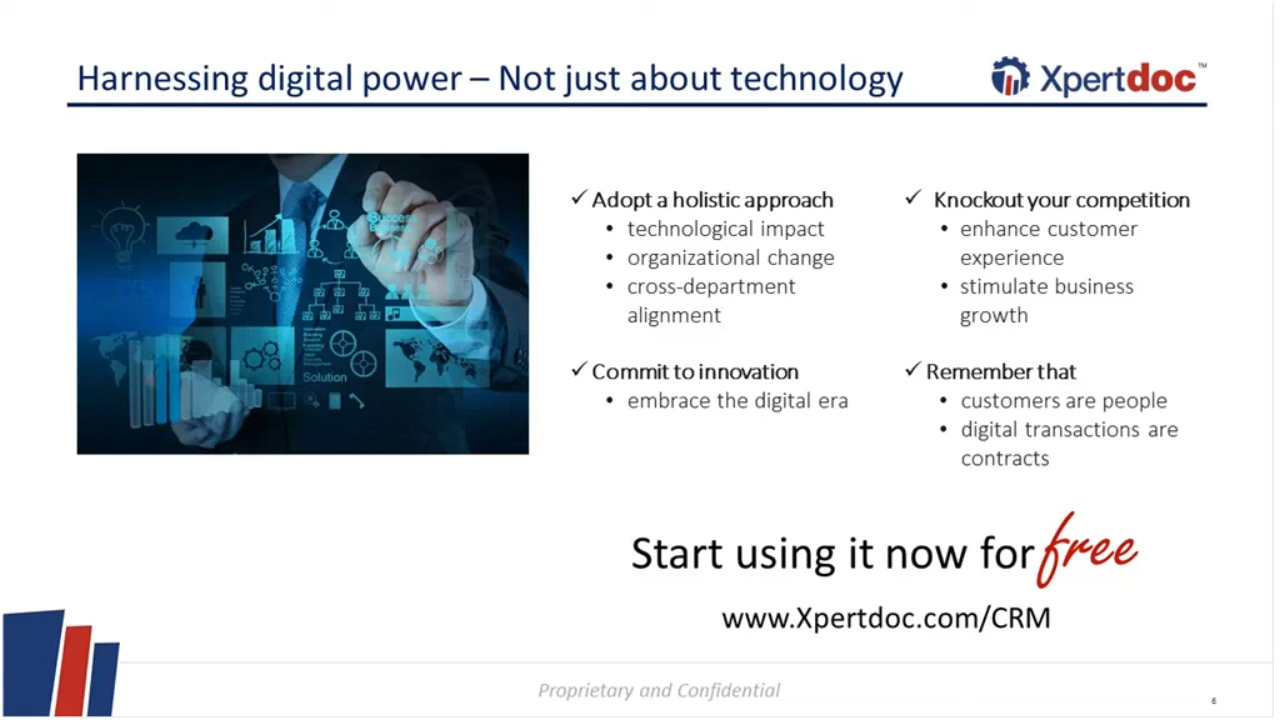 Harnessing digital power – Not just about technology
Xpertdoc™
Success
Solution
✓ Adopt a holistic approach
• technological impact
• organizational change
• cross-department
alignment
✓ Commit to innovation
• embrace the digital era
✓ Knockout your competition
• enhance customer
experience
• stimulate business
growth
✓ Remember that
• customers are people
• digital transactions are
contracts
Start using it now for free
www.Xpertdoc.com/CRM
Proprietary and Confidential
6